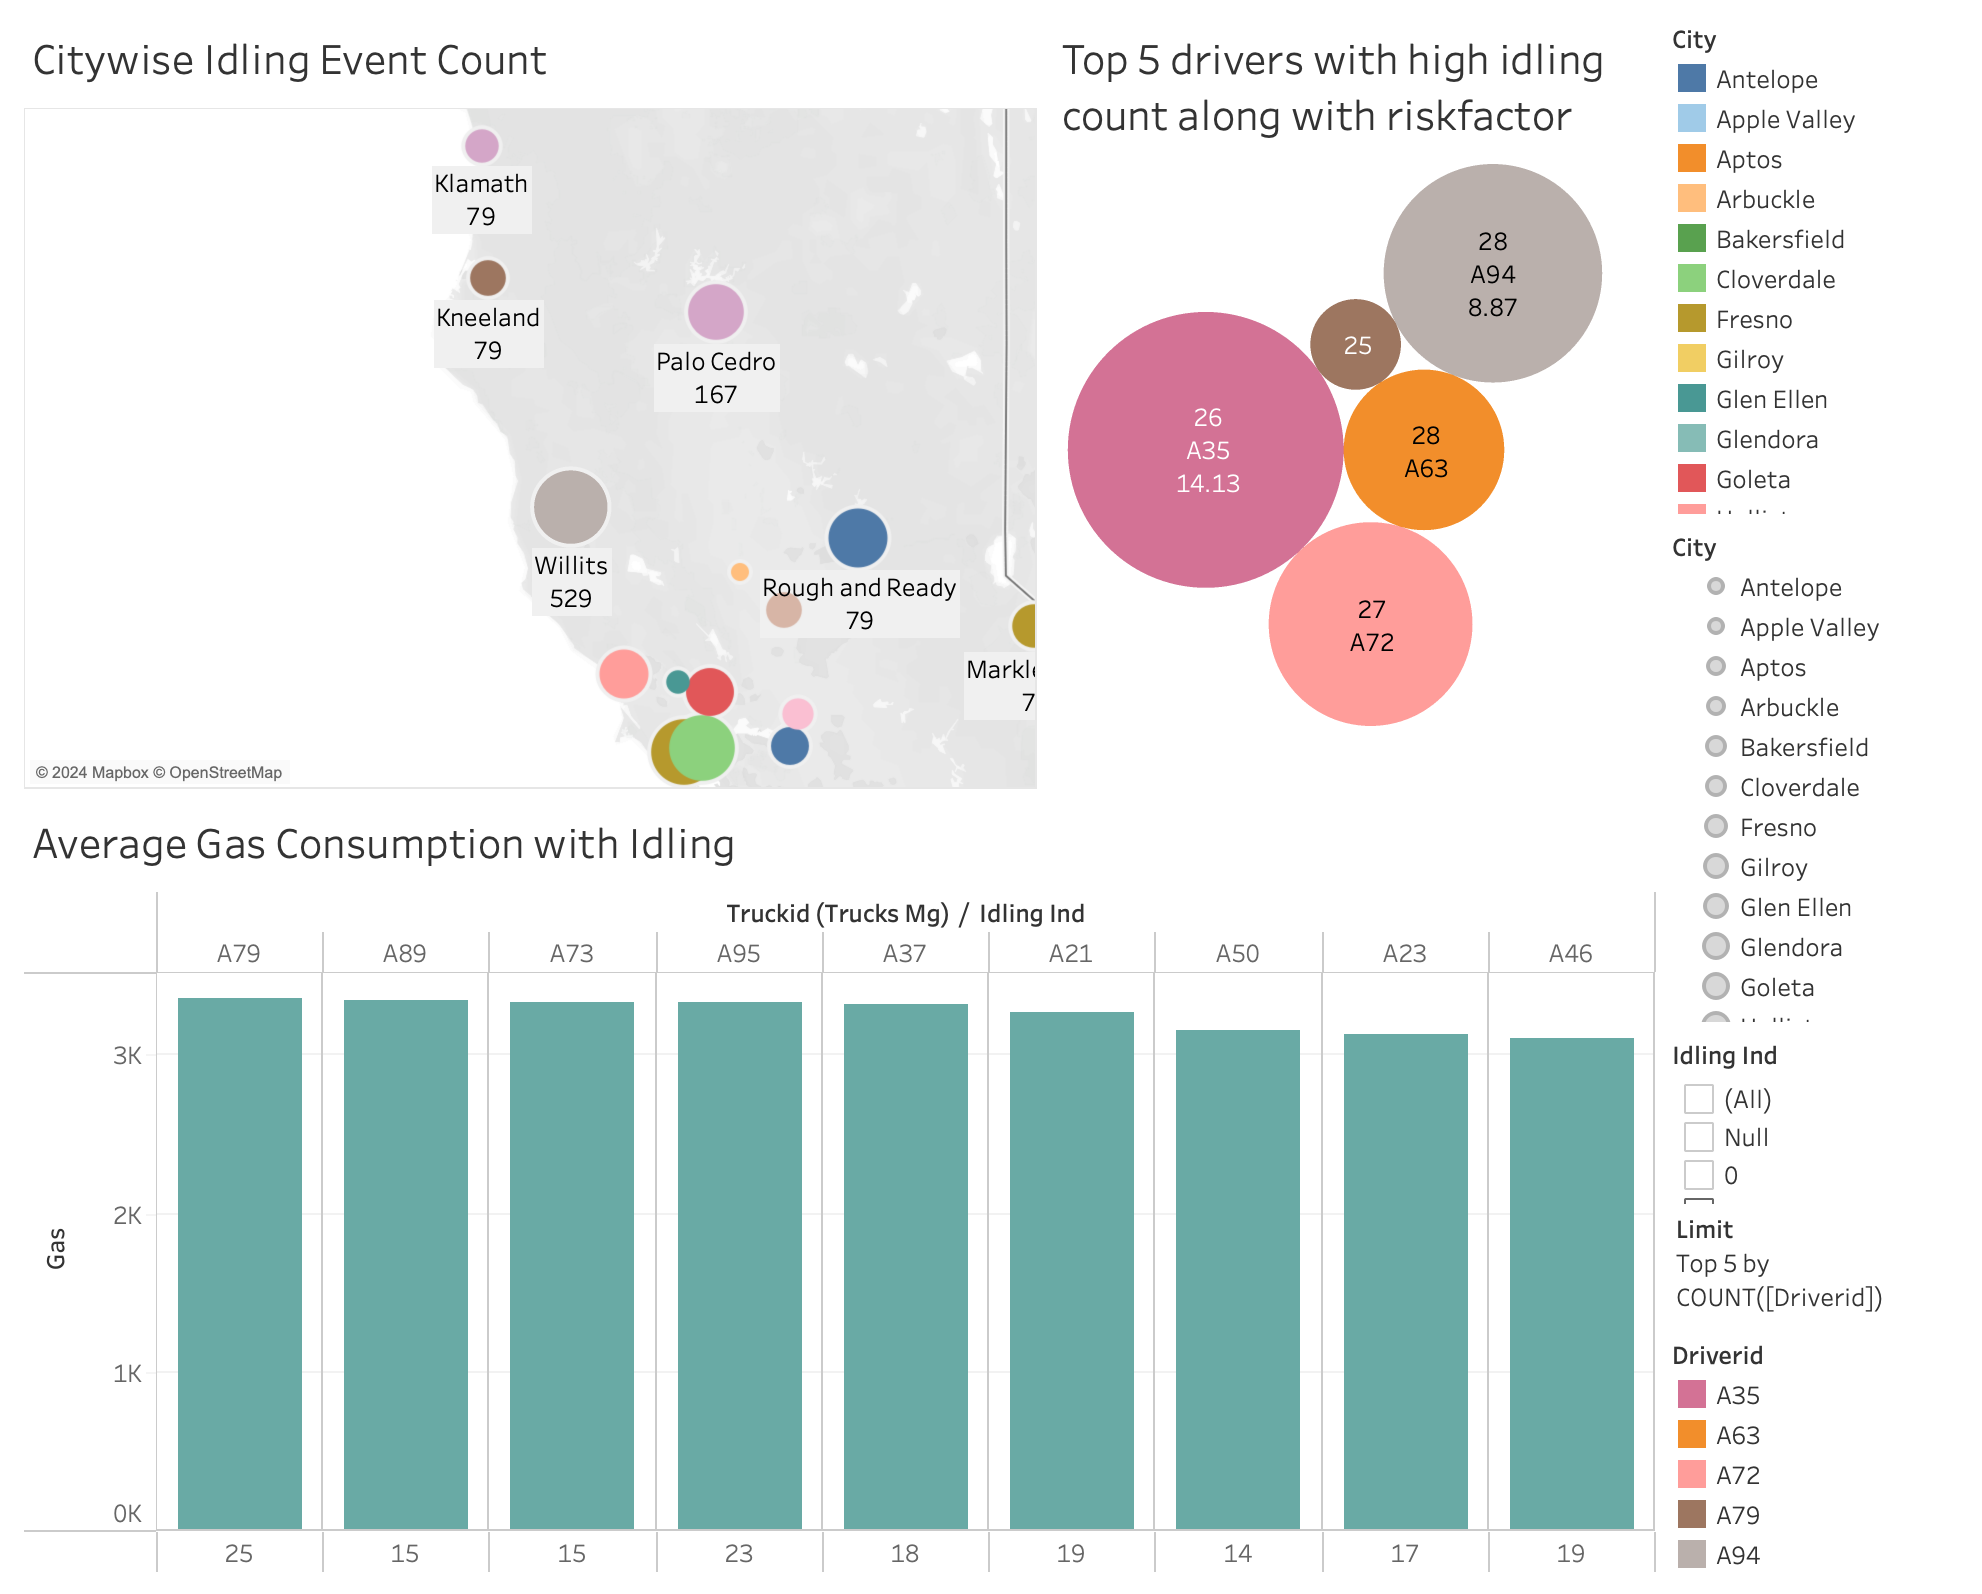 Citywise Idling Event Count
Klamath
79
Kneeland
79
Palo Cedro
167
Willits
529
Rough and Ready
79
© 2024 Mapbox © OpenStreetMap
Top 5 drivers with high idling
count along with riskfactor
28
A94
8.87
25
26
A35
14.13
28
A63
27
A72
Average Gas Consumption with Idling
Truckid (Trucks Mg) / Idling Ind
A79 A89 A73 A95 A37 A21 A50 A23 A46
Gas
3K
2K
1K
0K
25 15 15 23 18 19 14 17 19
City
Antelope
Apple Valley
Aptos
Arbuckle
Bakersfield
Cloverdale
Fresno
Gilroy
Glen Ellen
Glendora
Goleta
City
Antelope
Apple Valley
Aptos
Arbuckle
Bakersfield
Cloverdale
Fresno
Gilroy
Glen Ellen
Glendora
Goleta
Idling Ind
(All)
Null
0
Limit
Top 5 by
COUNT([Driverid])
Driverid
A35
A63
A72
A79
A94